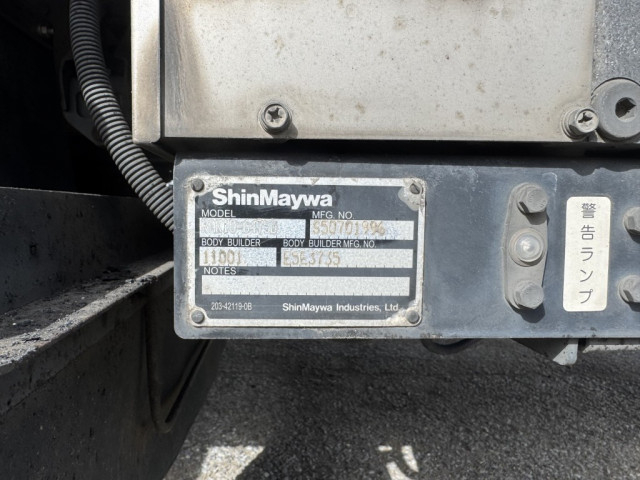 ShinMaywa
MODEL MFG. NO
BODY BUILDER BODY BUILDER MFG. NO.
11001 E5E3735
NOTES
203-42119-0B ShinMaywa Industries, Ltd.
警告ランプ